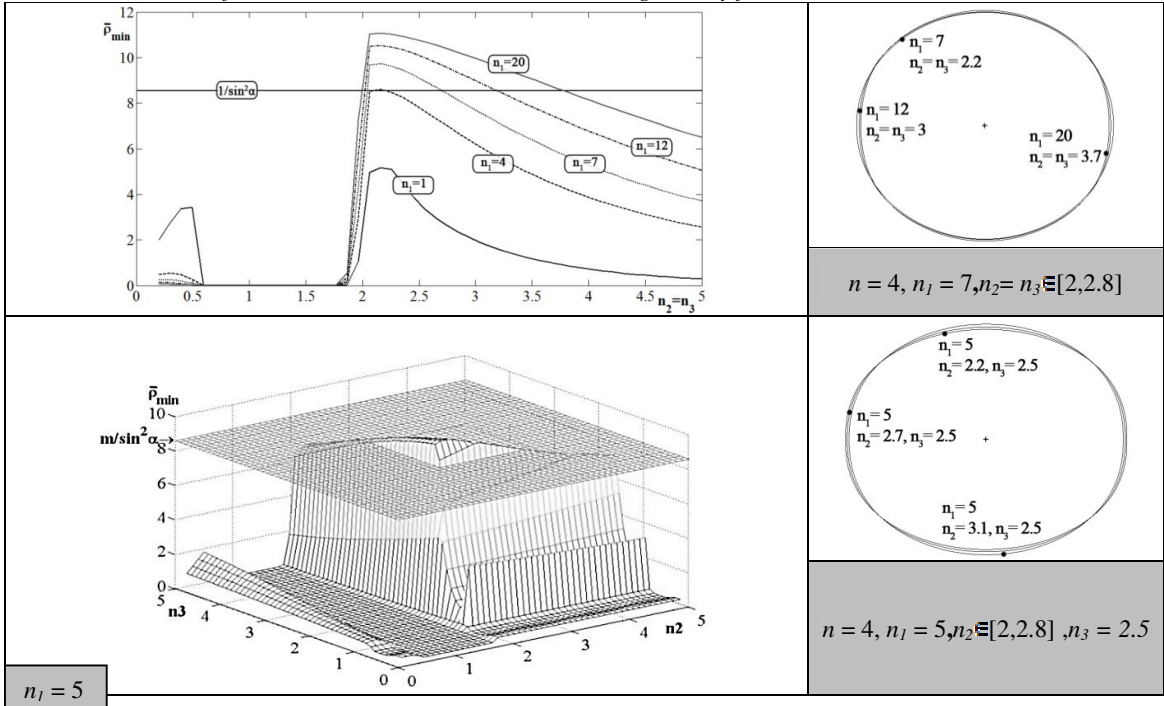 12
10
8
6
4
2
0
ρ̄min
n₁=20
1/sin²α
n₁=12
n₁=4
n₁=7
n₁=1
0 0.5 1 1.5 2 2.5 3 3.5 4 4.5 5
n₂=n₃
n₁= 7
n₂= n₃= 2.2
n₁= 12
n₂= n₃= 3
n₁= 20
n₂= n₃= 3.7
n = 4, n₁ = 7,n₂= n₃∈[2,2.8]
ρ̄min
10
m/sin²α
8
6
4
2
0
5
4
3
2
1
0
n3
0
1
2
3
4
5
n2
n₁ = 5
n₁= 5
n₂= 2.2, n₃= 2.5
n₁= 5
n₂= 2.7, n₃= 2.5
n₁= 5
n₂= 3.1, n₃= 2.5
n = 4, n₁ = 5,n₂∈[2,2.8] ,n₃ = 2.5